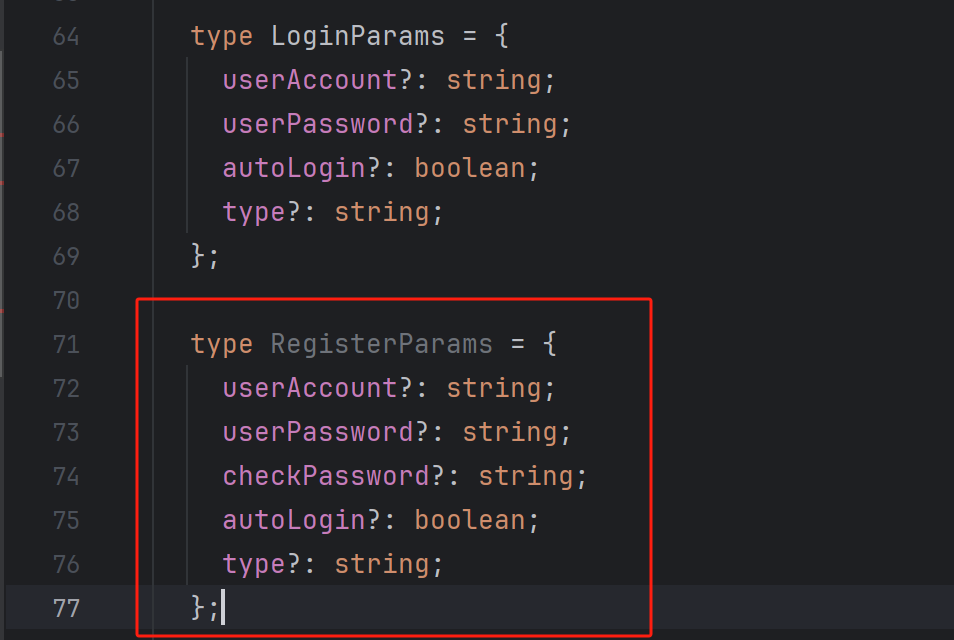 64 type LoginParams = {
65 userAccount?: string;
66 userPassword?: string;
67 autoLogin?: boolean;
68 type?: string;
69 };
70
71 type RegisterParams = {
72 userAccount?: string;
73 userPassword?: string;
74 checkPassword?: string;
75 autoLogin?: boolean;
76 type?: string;
77 };